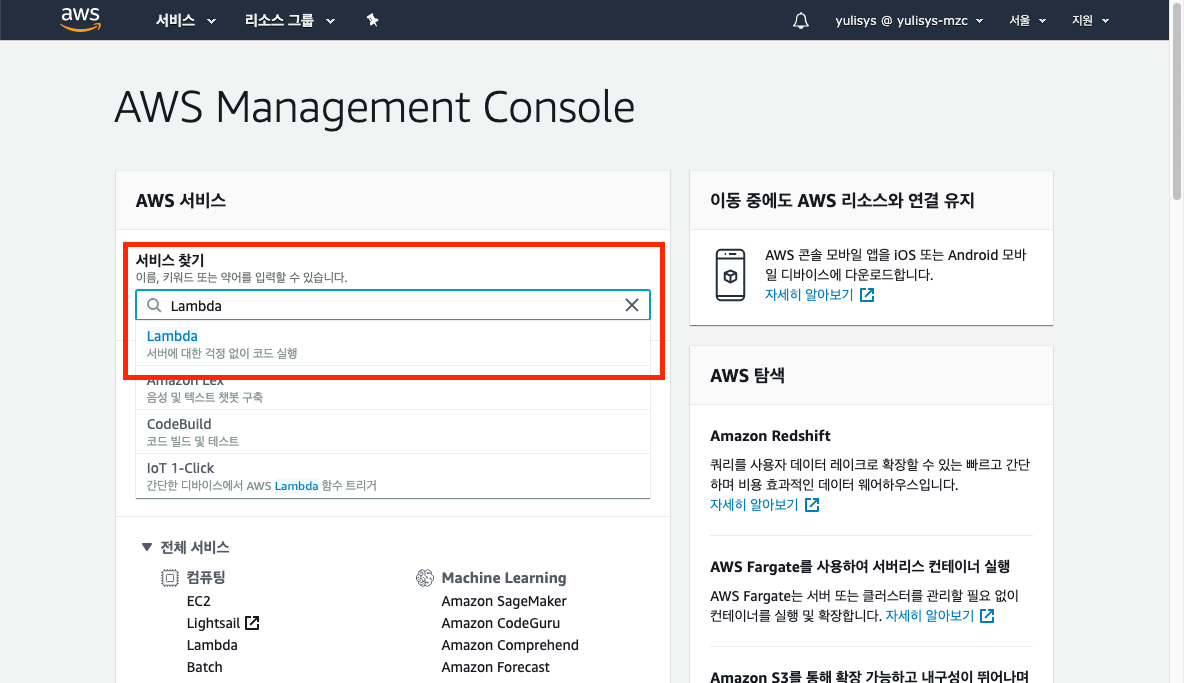 aws 서비스 리소스 그룹 yulisys @ yulisys-mzc 서울 지원
AWS Management Console
AWS 서비스
서비스 찾기
이름, 키워드 또는 약어를 입력할 수 있습니다.
Lambda
Lambda
서버에 대한 걱정 없이 코드 실행
Amazon Lex
음성 및 텍스트 챗봇 구축
CodeBuild
코드 빌드 및 테스트
IoT 1-Click
간단한 디바이스에서 AWS Lambda 함수 트리거
전체 서비스
컴퓨팅
EC2
Lightsail
Lambda
Batch
Machine Learning
Amazon SageMaker
Amazon CodeGuru
Amazon Comprehend
Amazon Forecast
이동 중에도 AWS 리소스와 연결 유지
AWS 콘솔 모바일 앱을 iOS 또는 Android 모바
일 디바이스에 다운로드합니다.
자세히 알아보기
AWS 탐색
Amazon Redshift
쿼리를 사용자 데이터 레이크로 확장할 수 있는 빠르고 간단
하며 비용 효과적인 데이터 웨어하우스입니다.
자세히 알아보기
AWS Fargate를 사용하여 서버리스 컨테이너 실행
AWS Fargate는 서버 또는 클러스터를 관리할 필요 없이
컨테이너를 실행 및 확장합니다. 자세히 알아보기
Amazon S3를 통해 확장 가능하고 내구성이 뛰어나며